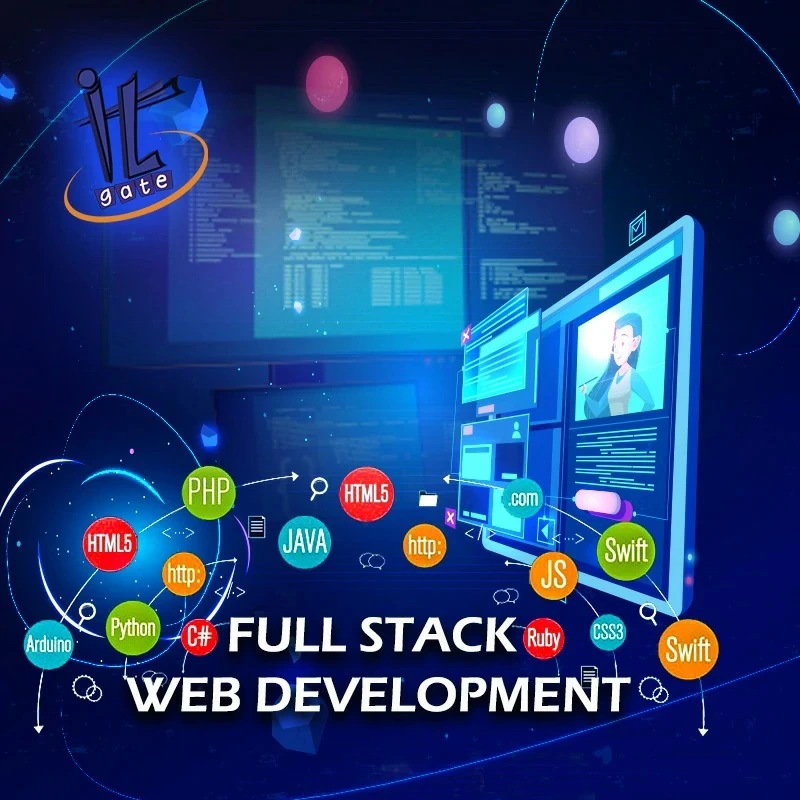 iL
gate
PHP
HTML5
.com
HTML5
JAVA
http:
Swift
http:
JS
Arduino
Python
C#
FULL STACK
Ruby
CSS3
Swift
WEB DEVELOPMENT